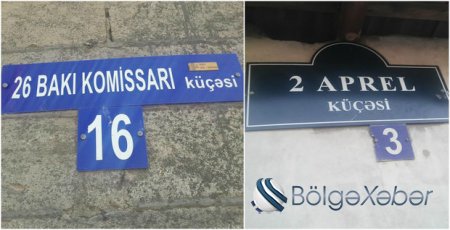 26 BAKI KOMİSSARI küçəsi
16
2 APREL
KÜÇƏSİ
3
BölgəXəbər